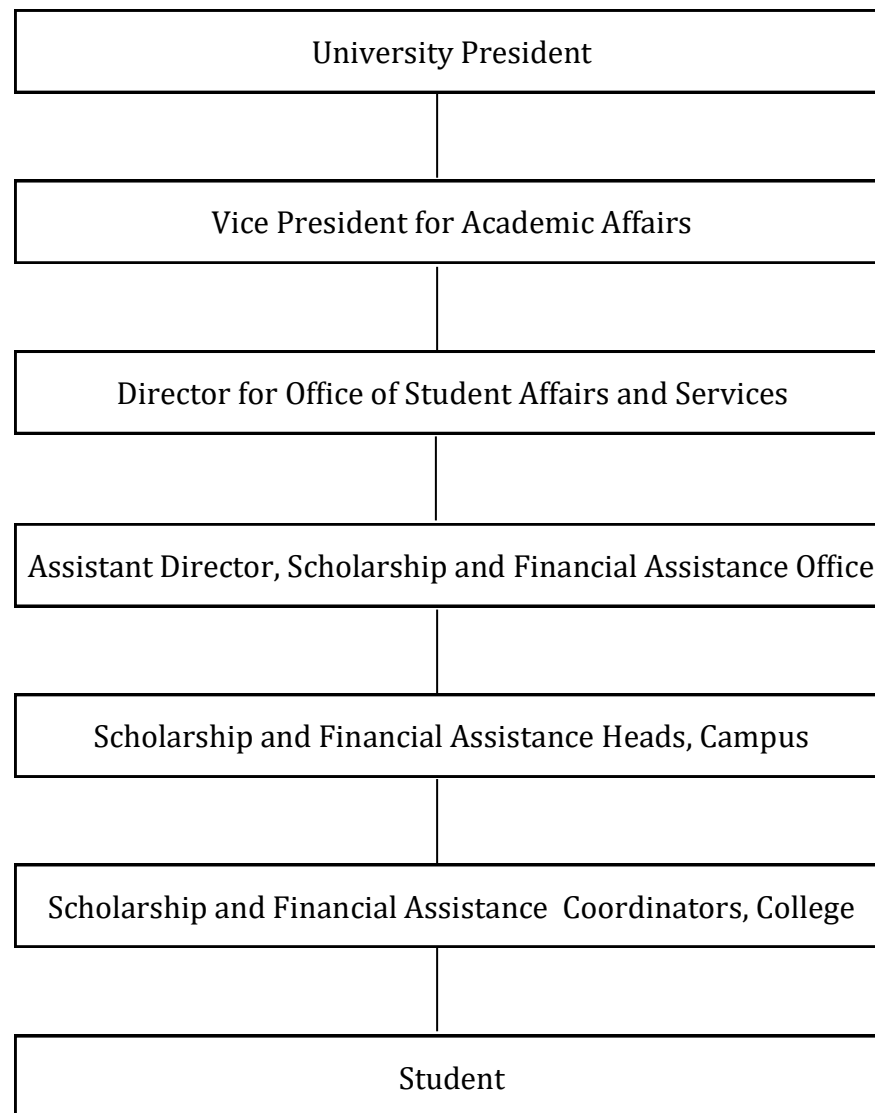 University President
Vice President for Academic Affairs
Director for Office of Student Affairs and Services
Assistant Director, Scholarship and Financial Assistance Office
Scholarship and Financial Assistance Heads, Campus
Scholarship and Financial Assistance  Coordinators, College
Student